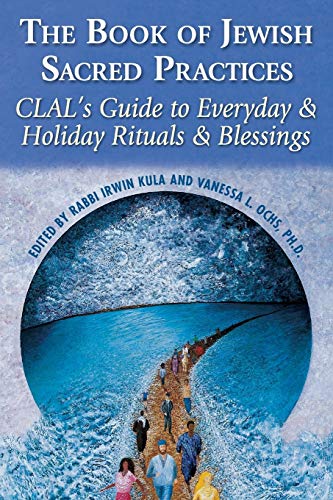 THE BOOK OF JEWISH
SACRED PRACTICES
CLAL's GUIDE TO EVERYDAY &
HOLIDAY RITUALS & BLESSINGS
EDITED BY RABBI IRWIN KULA AND VANESSA L. OCHS, PH.D.